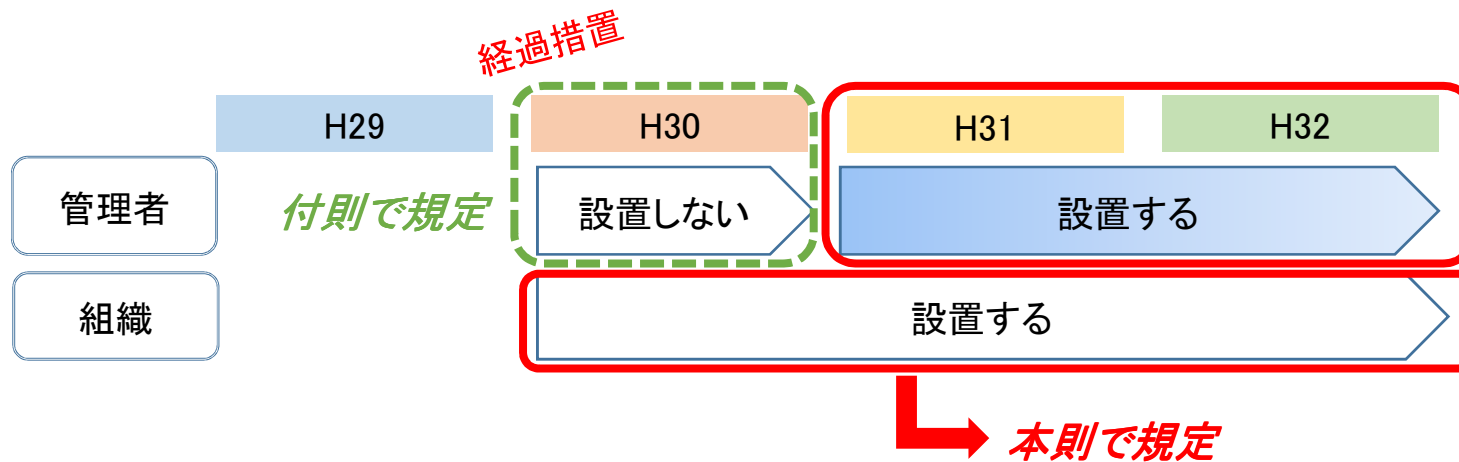 経過措置
H29
H30
H31
H32
管理者
付則で規定
設置しない
設置する
組織
設置する
本則で規定